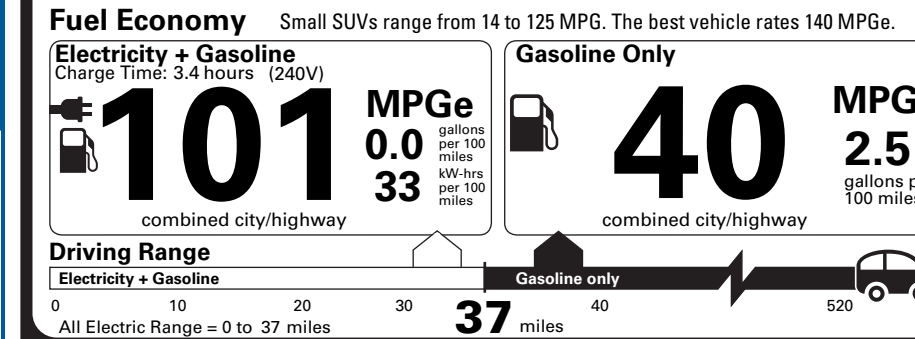 Fuel Economy Small SUVs range from 14 to 125 MPG. The best vehicle rates 140 MPGe.
Electricity + Gasoline
Charge Time: 3.4 hours (240V)
101
MPGe
0.0 gallons per 100 miles
33 kW-hrs per 100 miles
combined city/highway
Gasoline Only
40
MPG
2.5
gallons
100
combined city/highway
Driving Range
Electricity + Gasoline Gasoline only
0 10 20 30 40 520
All Electric Range = 0 to 37 miles 37 miles